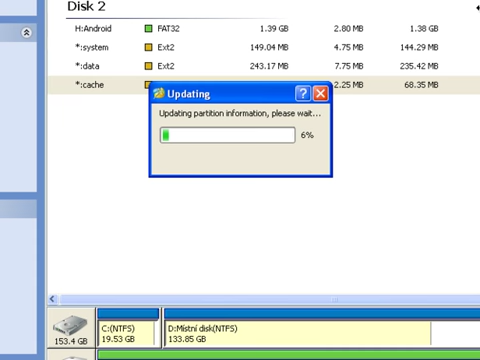 Disk 2
H:Android FAT32 1.39 GB 2.80 MB 1.38 GB
*:system Ext2 149.04 MB 4.75 MB 144.29 MB
*:data Ext2 243.17 MB 7.75 MB 235.42 MB
*:cache 2.25 MB 68.35 MB
Updating
Updating partition information, please wait...
6%
C:(NTFS) D:Místní disk(NTFS)
153.4 GB 19.53 GB 133.85 GB